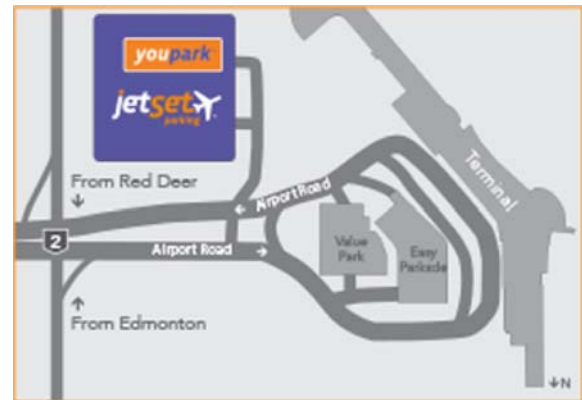 youpark
jetset
parking
From Red Deer
↓
2
Airport Road ←
Airport Road →
↑
From Edmonton
Value
Park
Easy
Parkade
Terminal
↓N